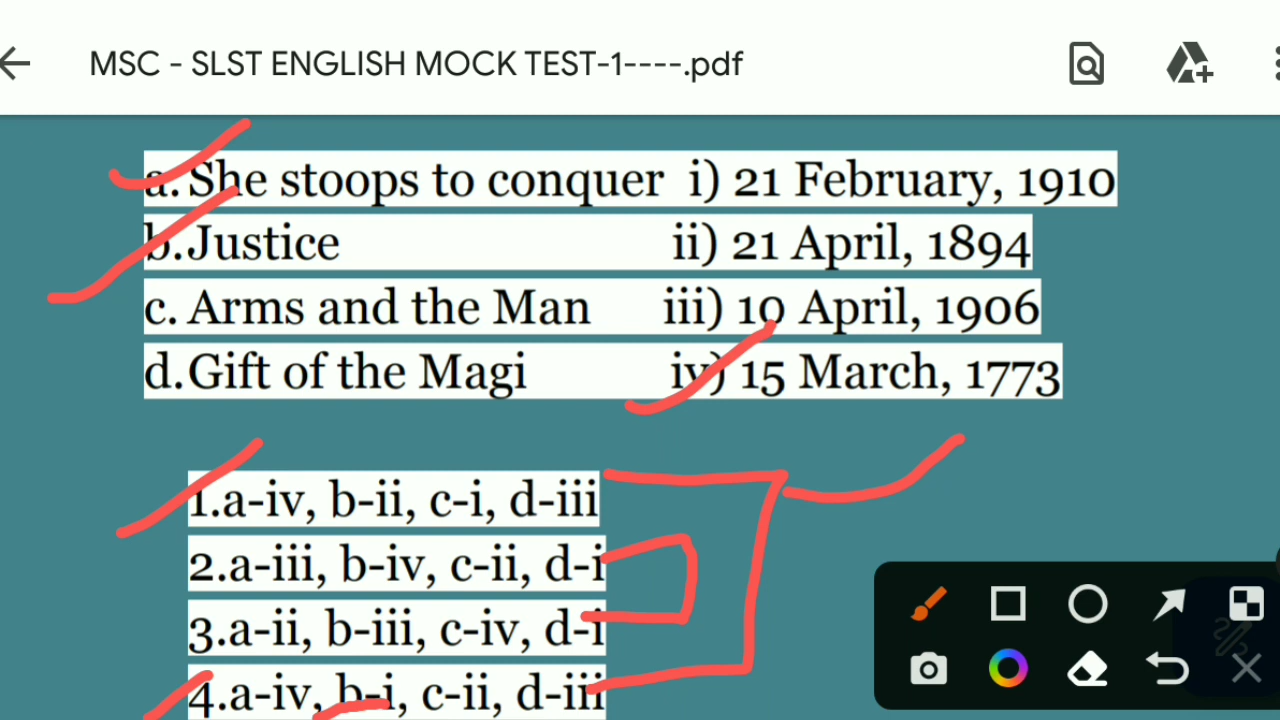 MSC - SLST ENGLISH MOCK TEST-1----.pdf
a. She stoops to conquer i) 21 February, 1910
b. Justice ii) 21 April, 1894
c. Arms and the Man iii) 10 April, 1906
d. Gift of the Magi iv) 15 March, 1773
1.a-iv, b-ii, c-i, d-iii
2.a-iii, b-iv, c-ii, d-i
3.a-ii, b-iii, c-iv, d-i
4.a-iv, b-i, c-ii, d-iii